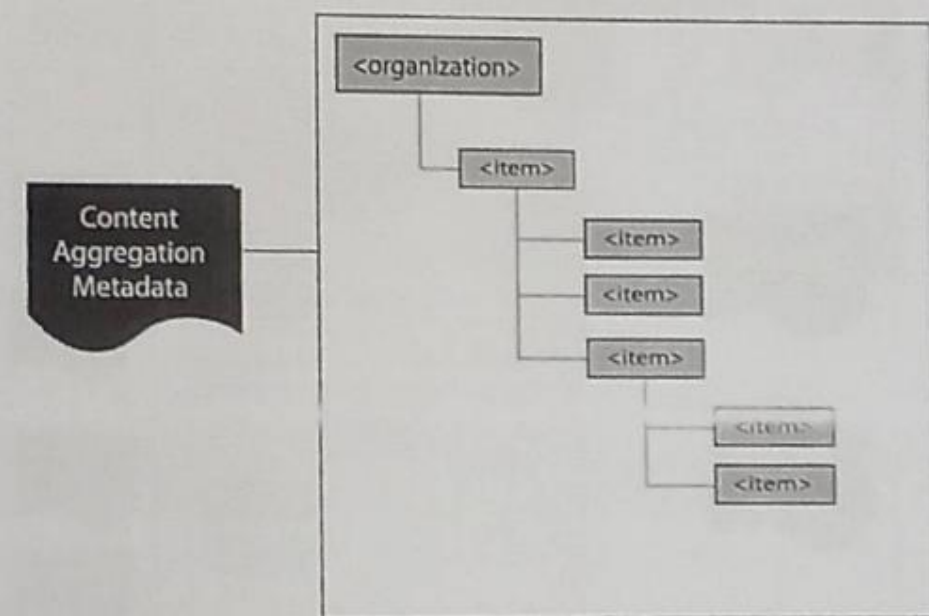 <organization>
<item>
Content
Aggregation
Metadata
<item>
<item>
<item>
<item>
<item>